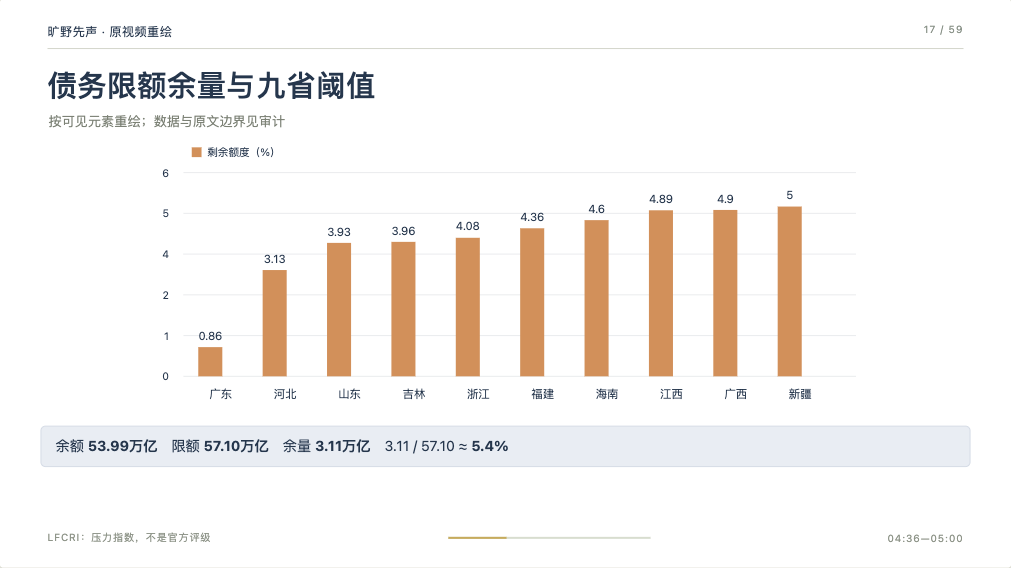 旷野先声 · 原视频重绘
17 / 59
债务限额余量与九省阈值
按可见元素重绘；数据与原文边界见审计
剩余额度（%）
6
5
4
2
1
0
0.86
3.13
3.93
3.96
4.08
4.36
4.6
4.89
4.9
5
广东 河北 山东 吉林 浙江 福建 海南 江西 广西 新疆
余额 53.99万亿 限额 57.10万亿 余量 3.11万亿 3.11 / 57.10 ≈ 5.4%
LFCRI：压力指数，不是官方评级
04:36—05:00